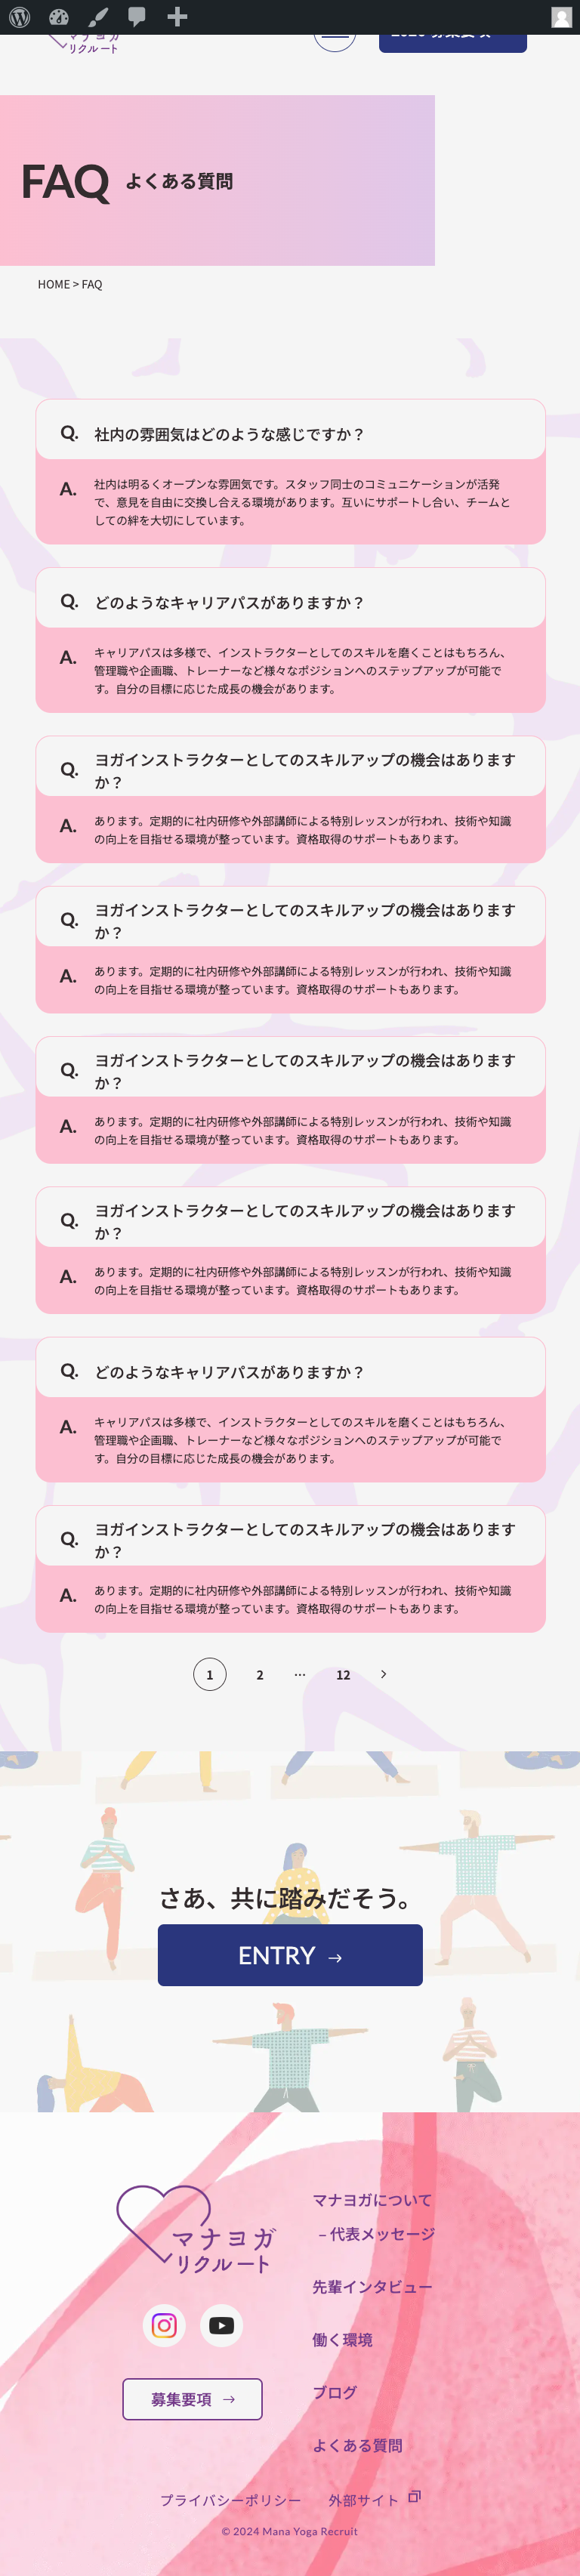 マナヨガ
リクルート
FAQ よくある質問
HOME > FAQ
Q. 社内の雰囲気はどのような感じですか？
A. 社内は明るくオープンな雰囲気です。スタッフ同士のコミュニケーションが活発
で、意見を自由に交換し合える環境があります。互いにサポートし合い、チームと
しての絆を大切にしています。
Q. どのようなキャリアパスがありますか？
A. キャリアパスは多様で、インストラクターとしてのスキルを磨くことはもちろん、
管理職や企画職、トレーナーなど様々なポジションへのステップアップが可能で
す。自分の目標に応じた成長の機会があります。
Q. ヨガインストラクターとしてのスキルアップの機会はあります
か？
A. あります。定期的に社内研修や外部講師による特別レッスンが行われ、技術や知識
の向上を目指せる環境が整っています。資格取得のサポートもあります。
Q. ヨガインストラクターとしてのスキルアップの機会はあります
か？
A. あります。定期的に社内研修や外部講師による特別レッスンが行われ、技術や知識
の向上を目指せる環境が整っています。資格取得のサポートもあります。
Q. ヨガインストラクターとしてのスキルアップの機会はあります
か？
A. あります。定期的に社内研修や外部講師による特別レッスンが行われ、技術や知識
の向上を目指せる環境が整っています。資格取得のサポートもあります。
Q. ヨガインストラクターとしてのスキルアップの機会はあります
か？
A. あります。定期的に社内研修や外部講師による特別レッスンが行われ、技術や知識
の向上を目指せる環境が整っています。資格取得のサポートもあります。
Q. どのようなキャリアパスがありますか？
A. キャリアパスは多様で、インストラクターとしてのスキルを磨くことはもちろん、
管理職や企画職、トレーナーなど様々なポジションへのステップアップが可能で
す。自分の目標に応じた成長の機会があります。
Q. ヨガインストラクターとしてのスキルアップの機会はあります
か？
A. あります。定期的に社内研修や外部講師による特別レッスンが行われ、技術や知識
の向上を目指せる環境が整っています。資格取得のサポートもあります。
1 2 … 12 >
さあ、共に踏みだそう。
ENTRY →
マナヨガ
リクルート
募集要項 →
マナヨガについて
– 代表メッセージ
先輩インタビュー
働く環境
ブログ
よくある質問
プライバシーポリシー 外部サイト
© 2024 Mana Yoga Recruit